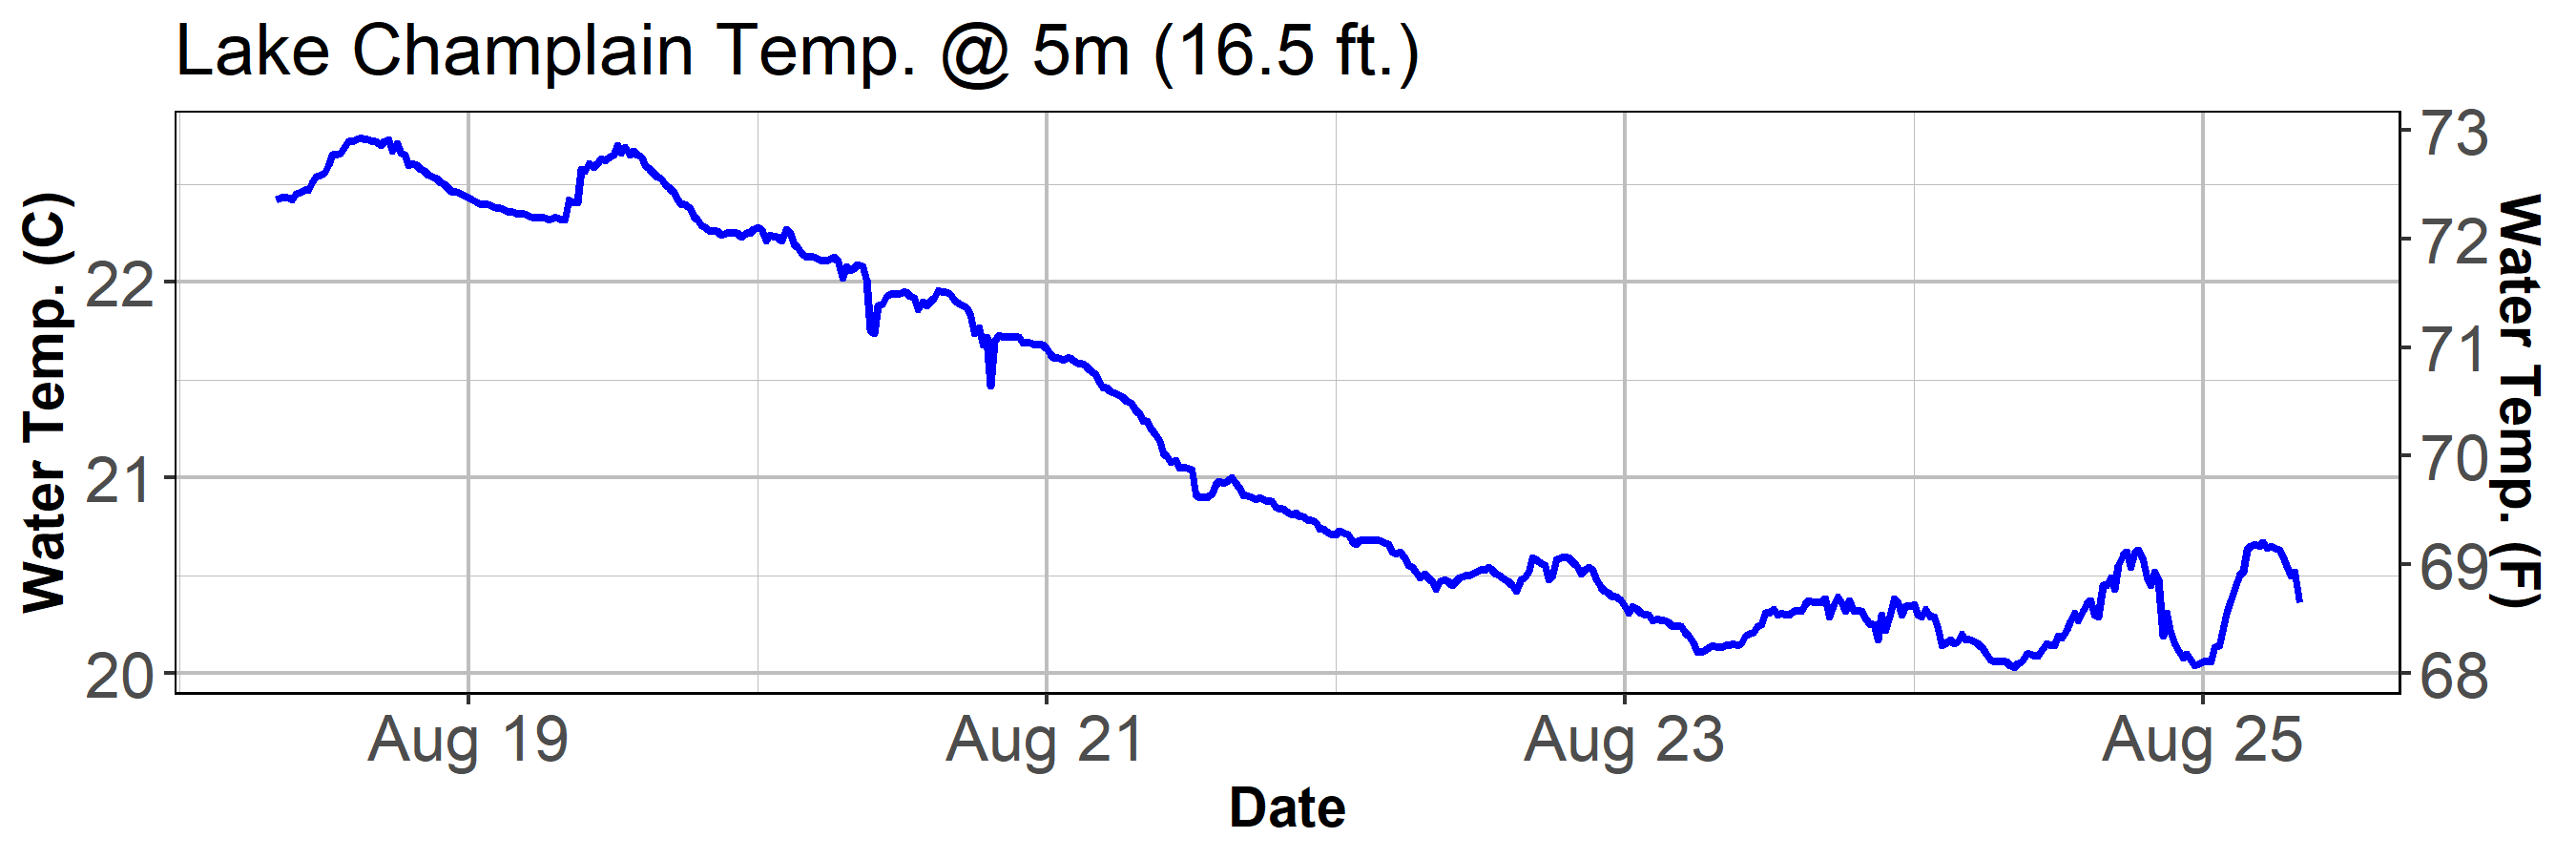 Lake Champlain Temp. @ 5m (16.5 ft.)
Water Temp. (C)
22
21
20
73
72
71
70
69
68
Water Temp. (F)
Aug 19
Aug 21
Aug 23
Aug 25
Date